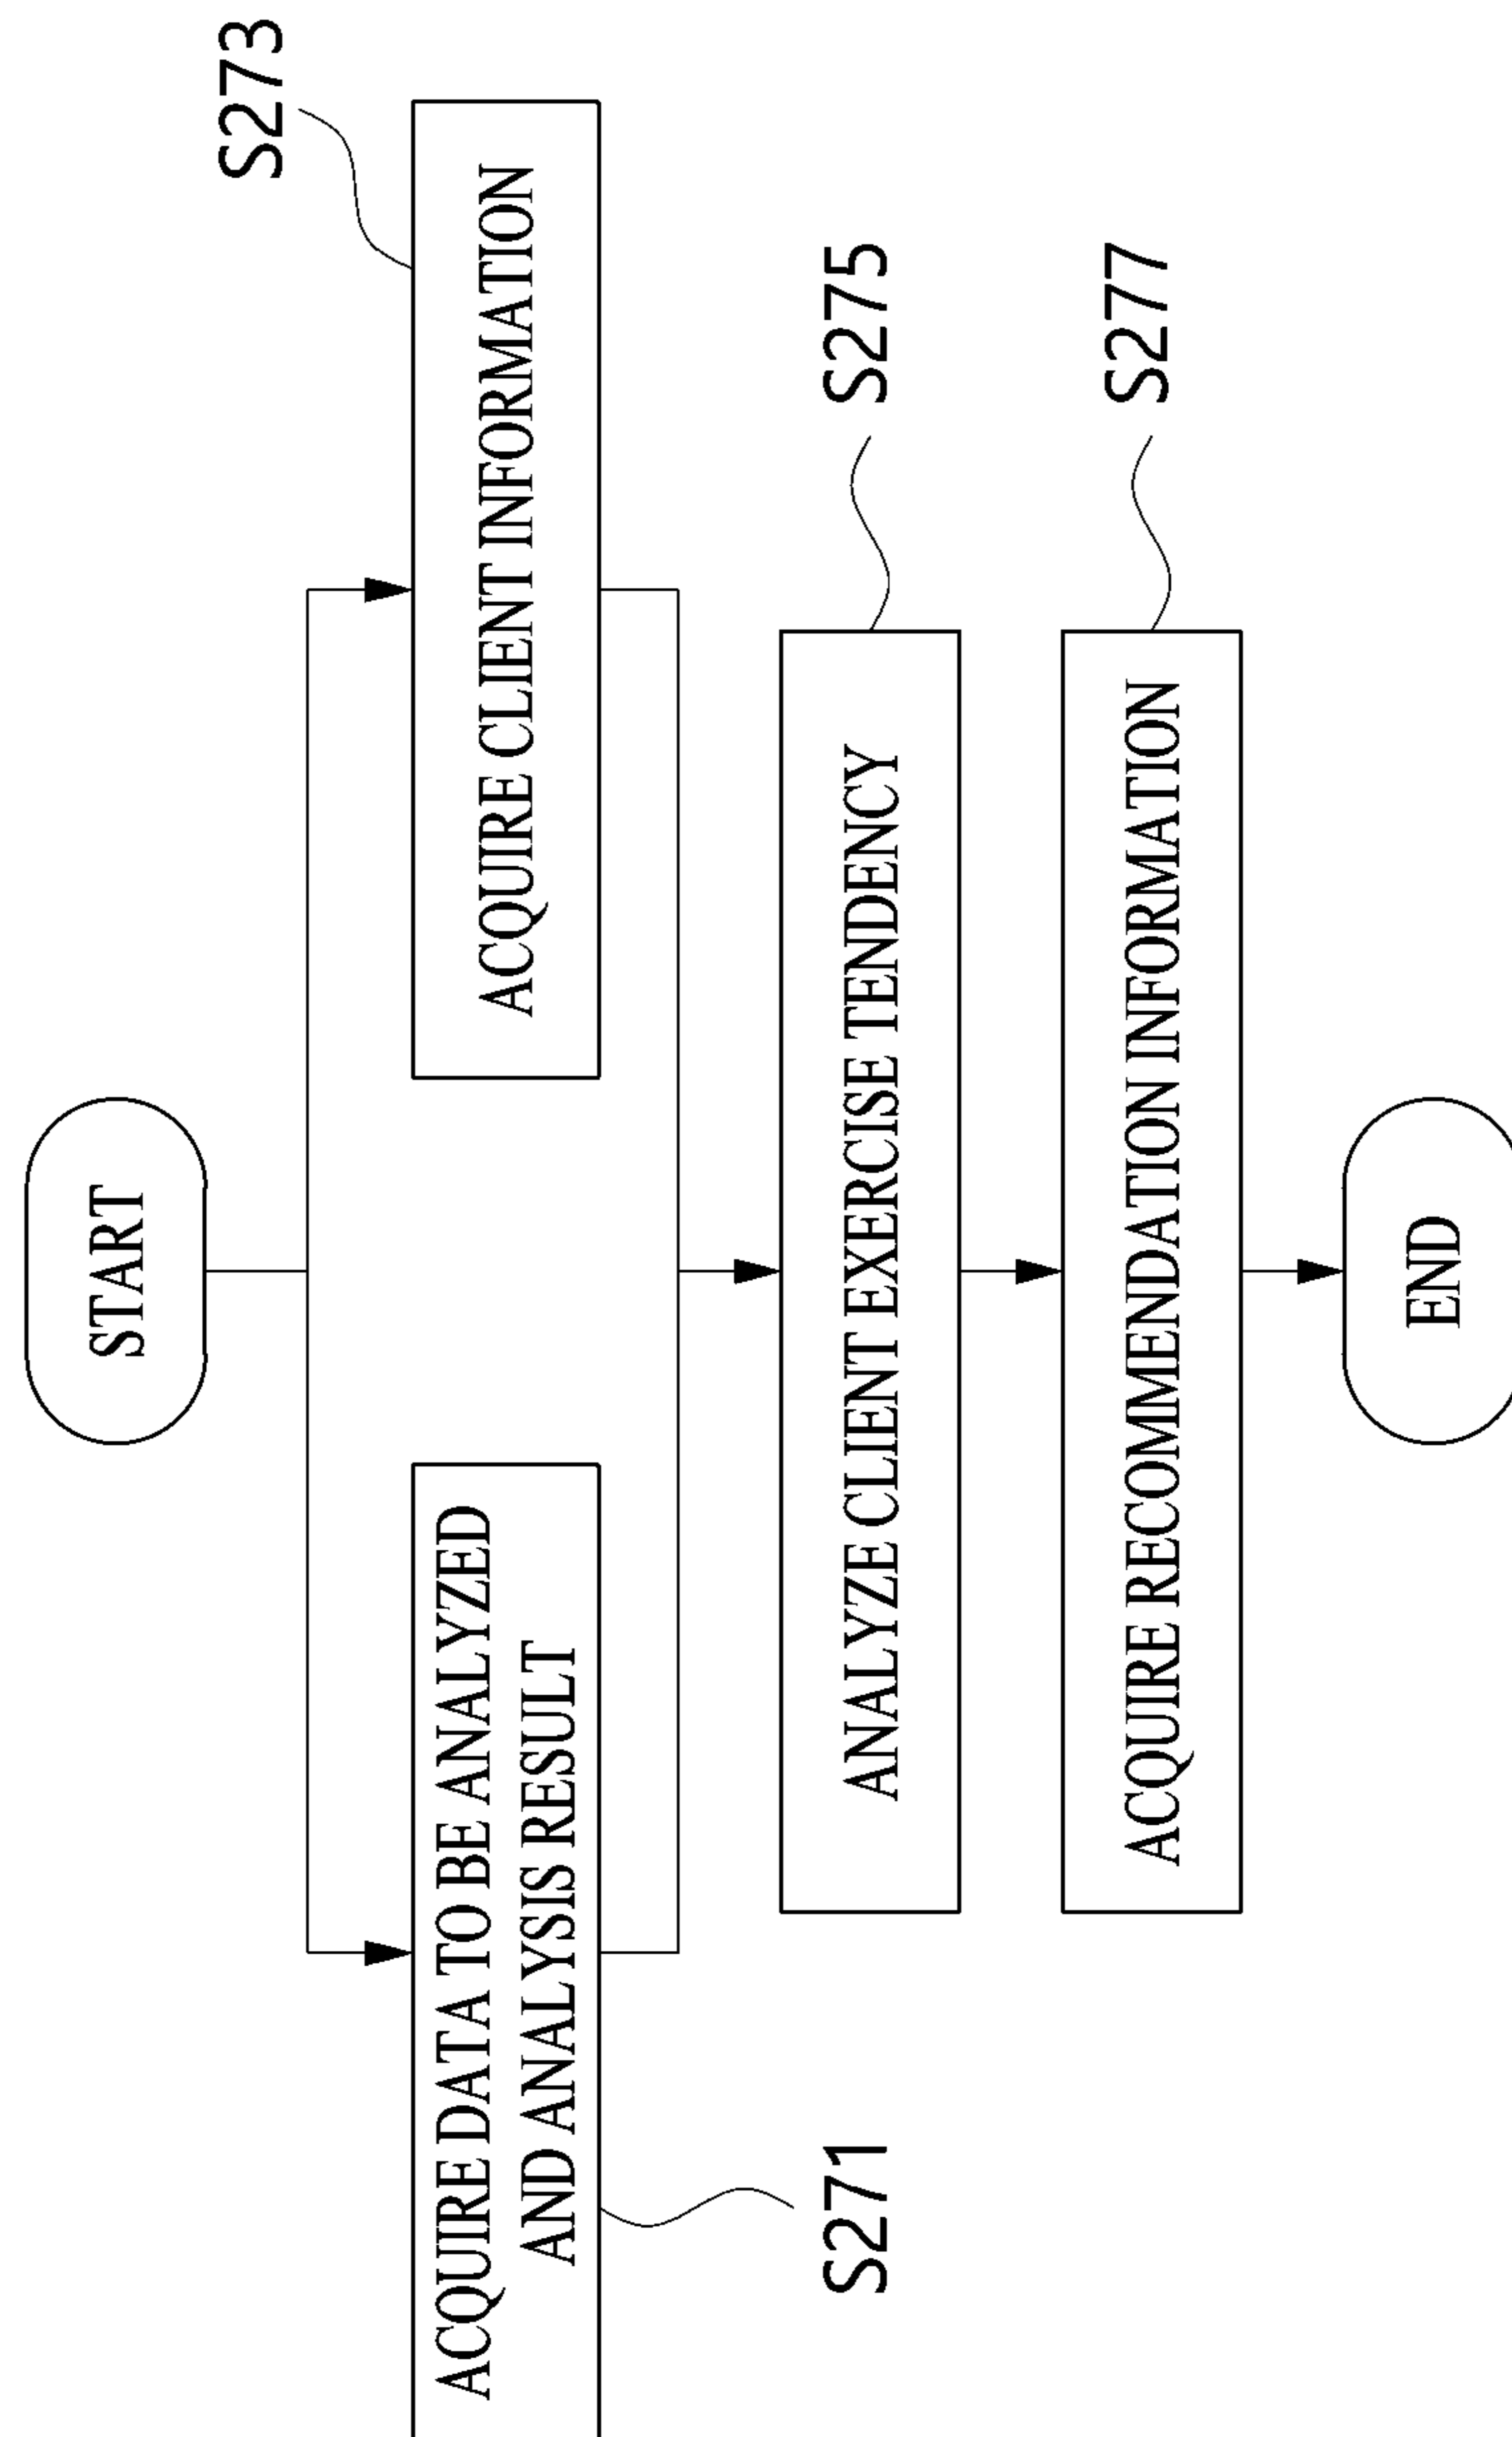 START
ACQUIRE DATA TO BE ANALYZED
AND ANALYSIS RESULT
S271
ACQUIRE CLIENT INFORMATION
S273
ANALYZE CLIENT EXERCISE TENDENCY
S275
ACQUIRE RECOMMENDATION INFORMATION
S277
END